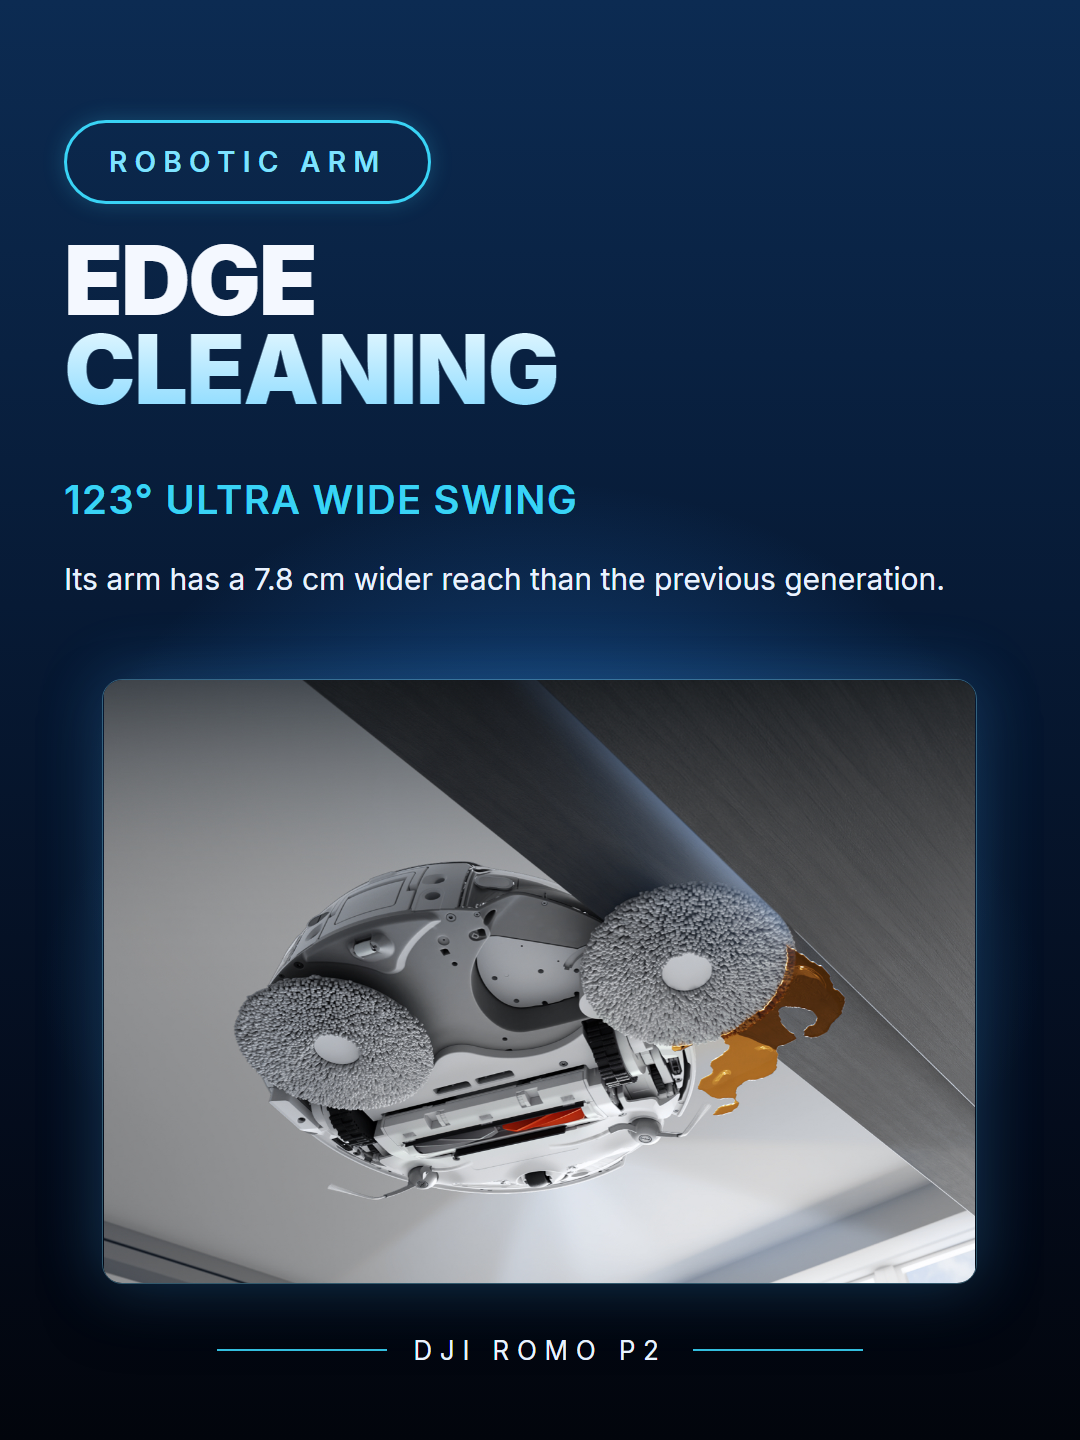 ROBOTIC ARM
EDGE
CLEANING
123° ULTRA WIDE SWING
Its arm has a 7.8 cm wider reach than the previous generation.
DJI ROMO P2